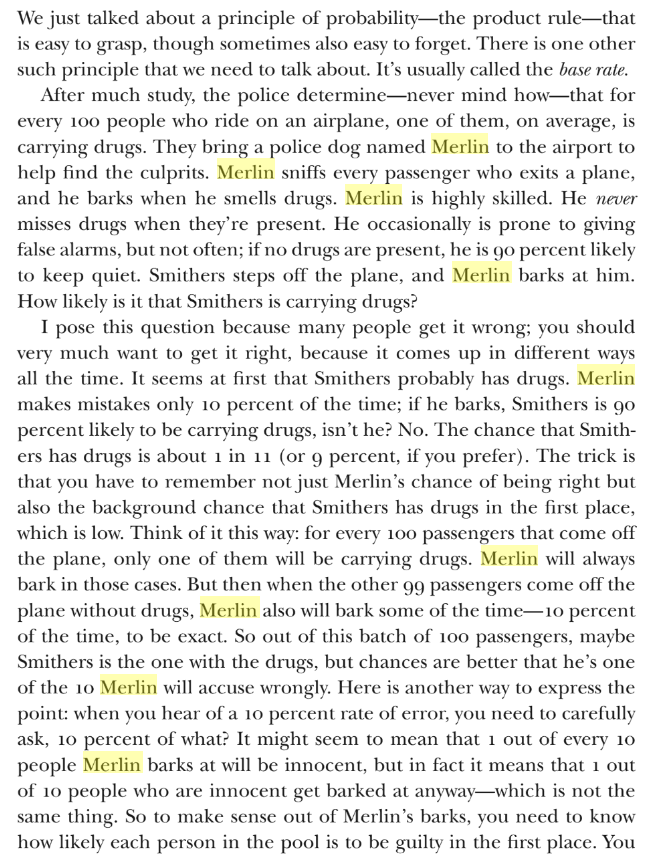 We just talked about a principle of probability—the product rule—that
is easy to grasp, though sometimes also easy to forget. There is one other
such principle that we need to talk about. It’s usually called the base rate.
After much study, the police determine—never mind how—that for
every 100 people who ride on an airplane, one of them, on average, is
carrying drugs. They bring a police dog named Merlin to the airport to
help find the culprits. Merlin sniffs every passenger who exits a plane,
and he barks when he smells drugs. Merlin is highly skilled. He never
misses drugs when they’re present. He occasionally is prone to giving
false alarms, but not often; if no drugs are present, he is 90 percent likely
to keep quiet. Smithers steps off the plane, and Merlin barks at him.
How likely is it that Smithers is carrying drugs?
I pose this question because many people get it wrong; you should
very much want to get it right, because it comes up in different ways
all the time. It seems at first that Smithers probably has drugs. Merlin
makes mistakes only 10 percent of the time; if he barks, Smithers is 90
percent likely to be carrying drugs, isn’t he? No. The chance that Smith-
ers has drugs is about 1 in 11 (or 9 percent, if you prefer). The trick is
that you have to remember not just Merlin’s chance of being right but
also the background chance that Smithers has drugs in the first place,
which is low. Think of it this way: for every 100 passengers that come off
the plane, only one of them will be carrying drugs. Merlin will always
bark in those cases. But then when the other 99 passengers come off the
plane without drugs, Merlin also will bark some of the time—10 percent
of the time, to be exact. So out of this batch of 100 passengers, maybe
Smithers is the one with the drugs, but chances are better that he’s one
of the 10 Merlin will accuse wrongly. Here is another way to express the
point: when you hear of a 10 percent rate of error, you need to carefully
ask, 10 percent of what? It might seem to mean that 1 out of every 10
people Merlin barks at will be innocent, but in fact it means that 1 out
of 10 people who are innocent get barked at anyway—which is not the
same thing. So to make sense out of Merlin’s barks, you need to know
how likely each person in the pool is to be guilty in the first place. You